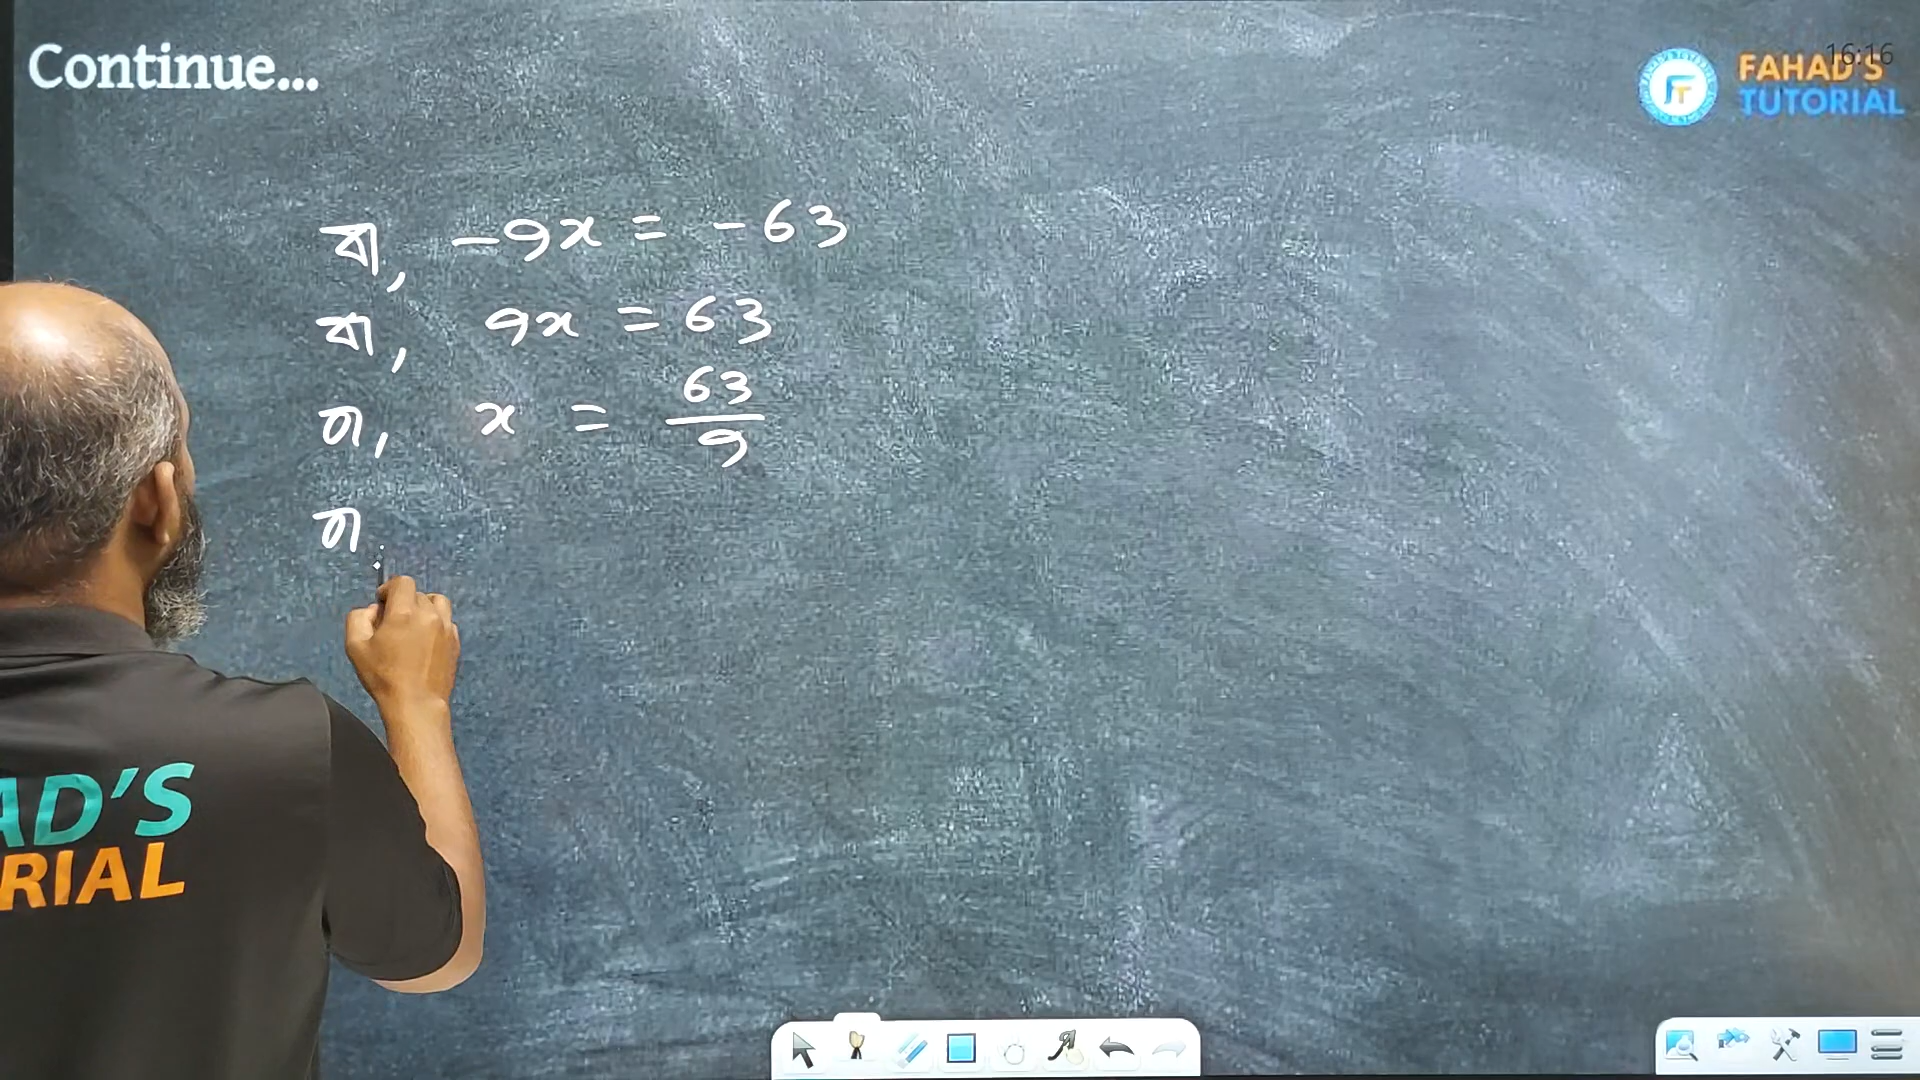 Continue...
16:16
FAHAD'S
TUTORIAL
বা, -9x = -63
বা, 9x = 63
বা, x = 63/9
বা
AD'S
RIAL